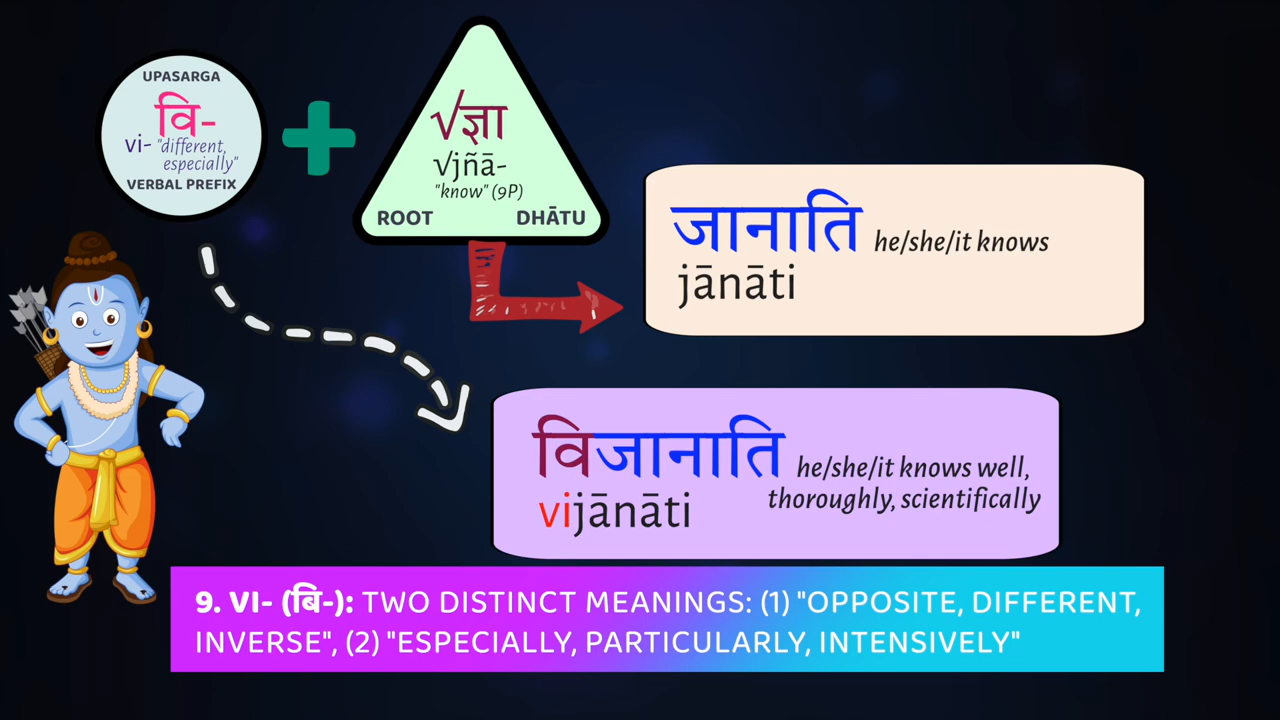 UPASARGA
वि-
vi- "different,
especially"
VERBAL PREFIX
√ज्ञा
√jñā-
"know" (9P)
ROOT DHĀTU
जानाति he/she/it knows
jānāti
विजानाति he/she/it knows well,
vijānāti thoroughly, scientifically
9. VI- (बि-): TWO DISTINCT MEANINGS: (1) "OPPOSITE, DIFFERENT,
INVERSE", (2) "ESPECIALLY, PARTICULARLY, INTENSIVELY"